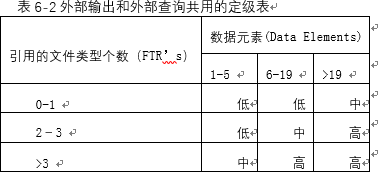 表 6-2 外部输出和外部查询共用的定级表
引用的文件类型个数 (FTR’s) 数据元素(Data Elements)
1-5 6-19 >19
0-1 低 低 中
2－3 低 中 高
>3 中 高 高